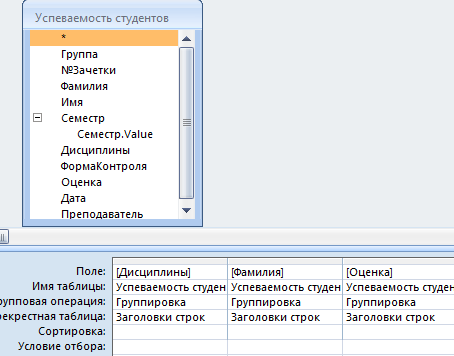 Успеваемость студентов
*
Группа
№Зачетки
Фамилия
Имя
Семестр
Семестр.Value
Дисциплины
ФормаКонтроля
Оценка
Дата
Преподаватель
Поле: [Дисциплины] [Фамилия] [Оценка]
Имя таблицы: Успеваемость студен Успеваемость студен Успеваемость студен
рупповая операция: Группировка Группировка Группировка
рекрестная таблица: Заголовки строк Заголовки строк Заголовки строк
Сортировка:
Условие отбора: